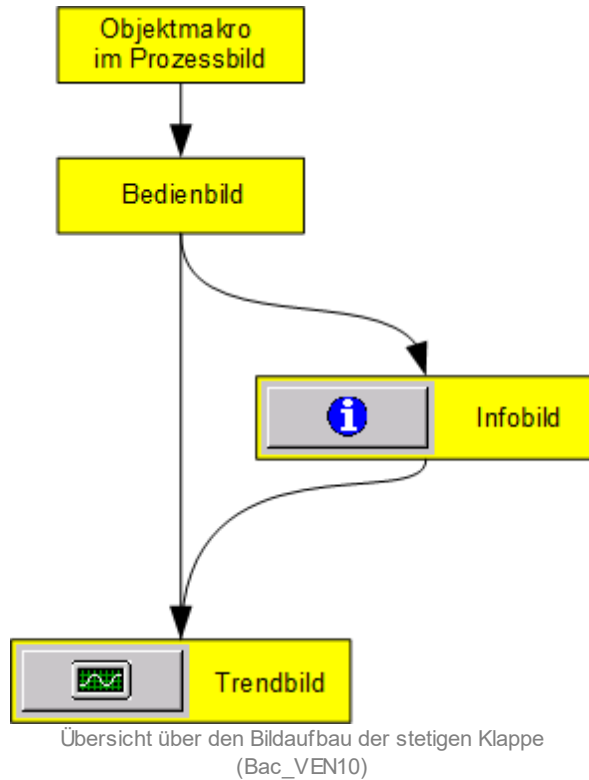 Objektmakro
im Prozessbild
Bedienbild
Infobild
Trendbild
Übersicht über den Bildaufbau der stetigen Klappe
(Bac_VEN10)